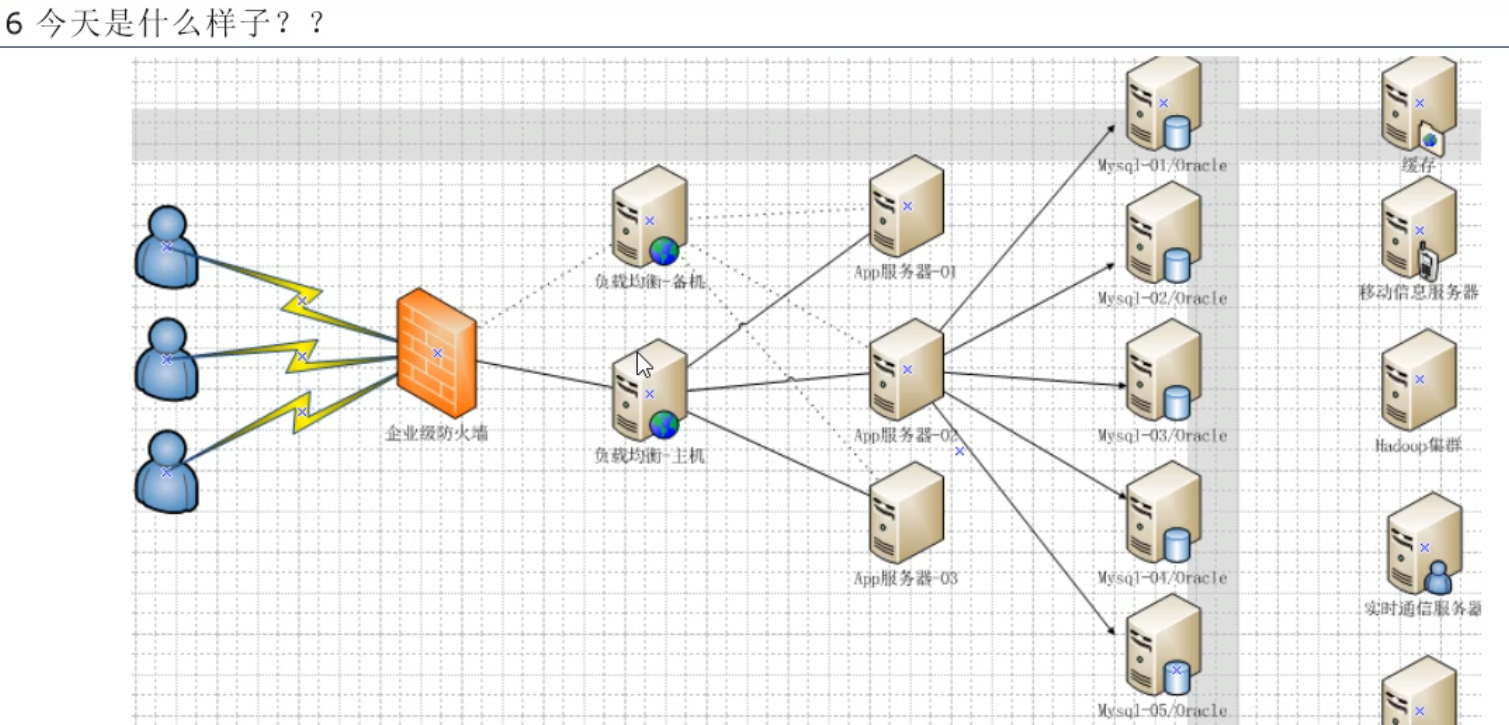 6 今天是什么样子？？
Mysql-01/Oracle
缓存
负载均衡-备机
App服务器-01
Mysql-02/Oracle
移动信息服务器
企业级防火墙
负载均衡-主机
App服务器-02
Mysql-03/Oracle
Hadoop集群
App服务器-03
Mysql-04/Oracle
实时通信服务器
Mysql-05/Oracle